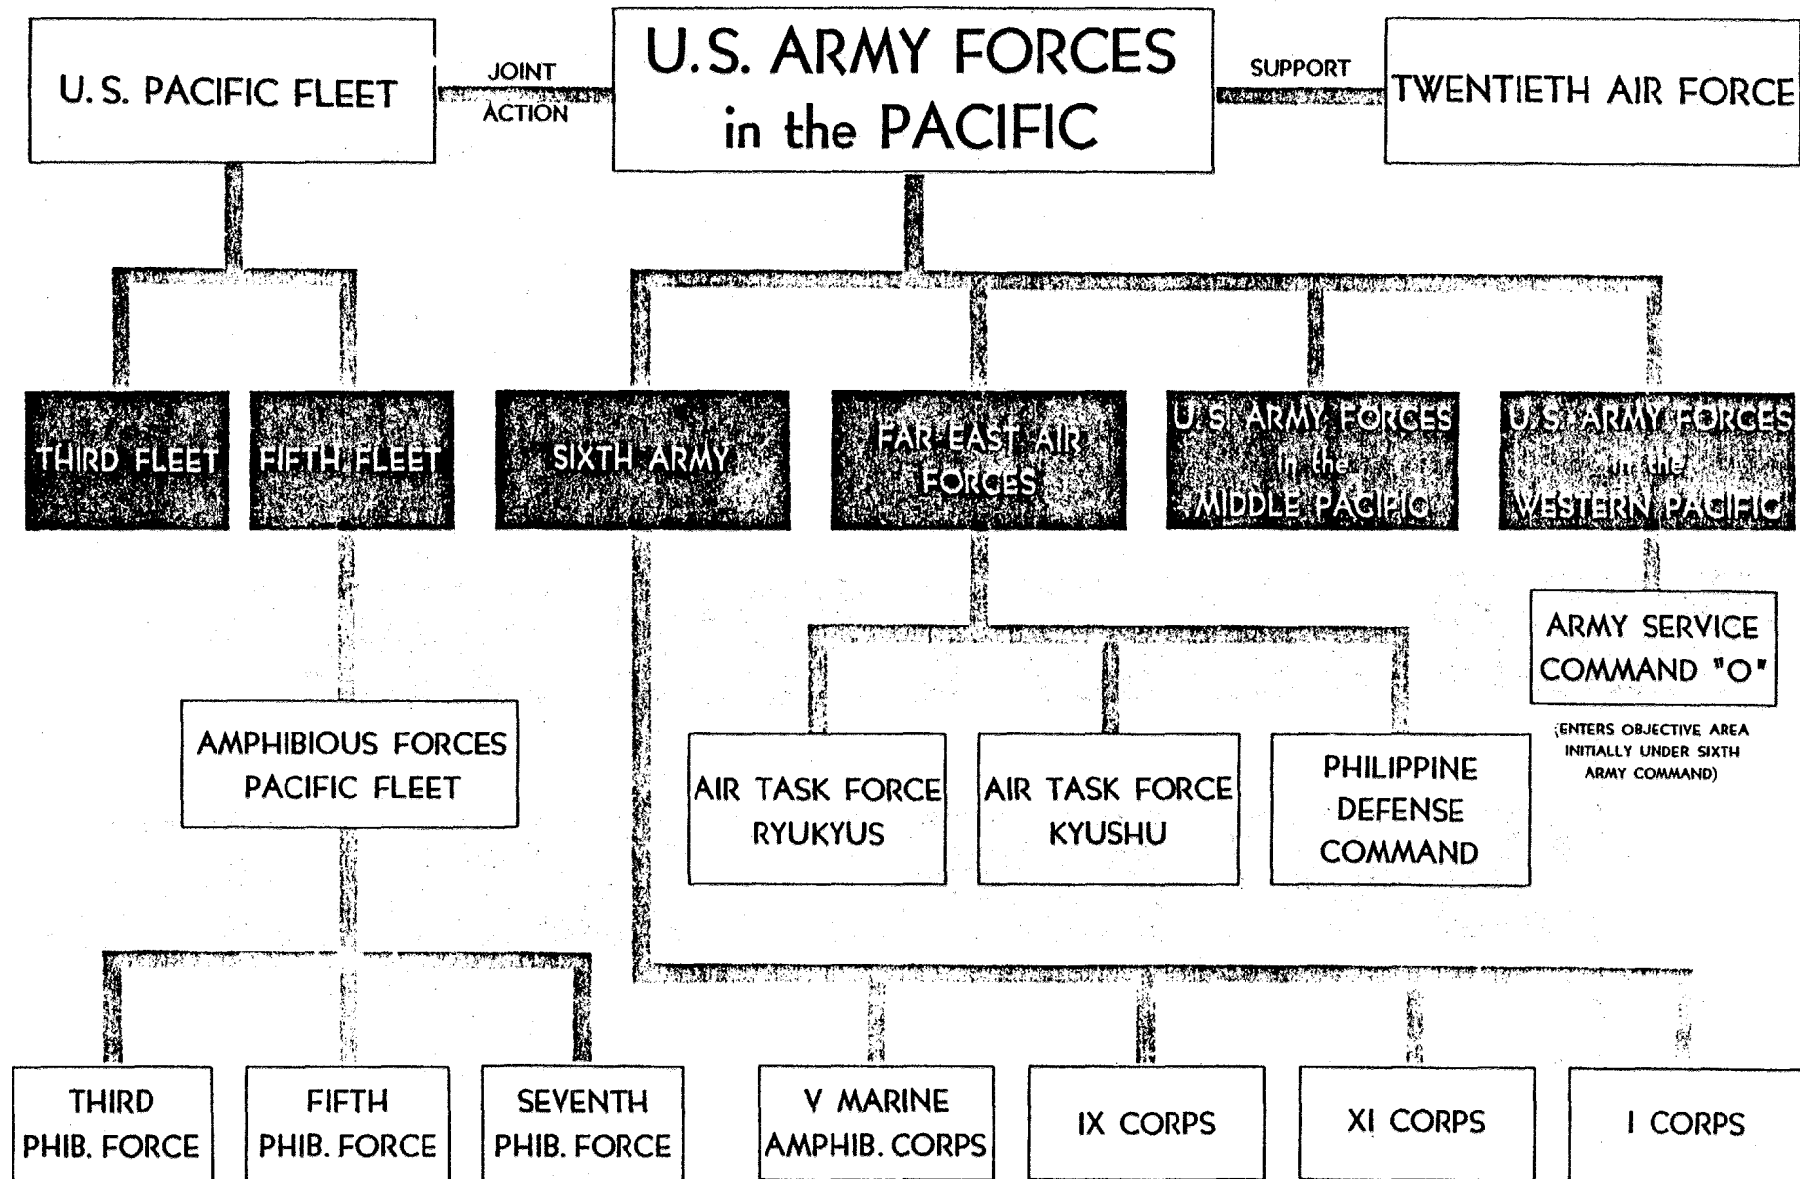 U.S. PACIFIC FLEET
JOINT
ACTION
U.S. ARMY FORCES
in the PACIFIC
SUPPORT
TWENTIETH AIR FORCE
THIRD FLEET
FIFTH FLEET
SIXTH ARMY
FAR EAST AIR
FORCES
U.S. ARMY FORCES
in the
MIDDLE PACIFIC
U.S. ARMY FORCES
in the
WESTERN PACIFIC
ARMY SERVICE
COMMAND "O"
(ENTERS OBJECTIVE AREA
INITIALLY UNDER SIXTH
ARMY COMMAND)
AMPHIBIOUS FORCES
PACIFIC FLEET
AIR TASK FORCE
RYUKYUS
AIR TASK FORCE
KYUSHU
PHILIPPINE
DEFENSE
COMMAND
THIRD
PHIB. FORCE
FIFTH
PHIB. FORCE
SEVENTH
PHIB. FORCE
V MARINE
AMPHIB. CORPS
IX CORPS
XI CORPS
I CORPS